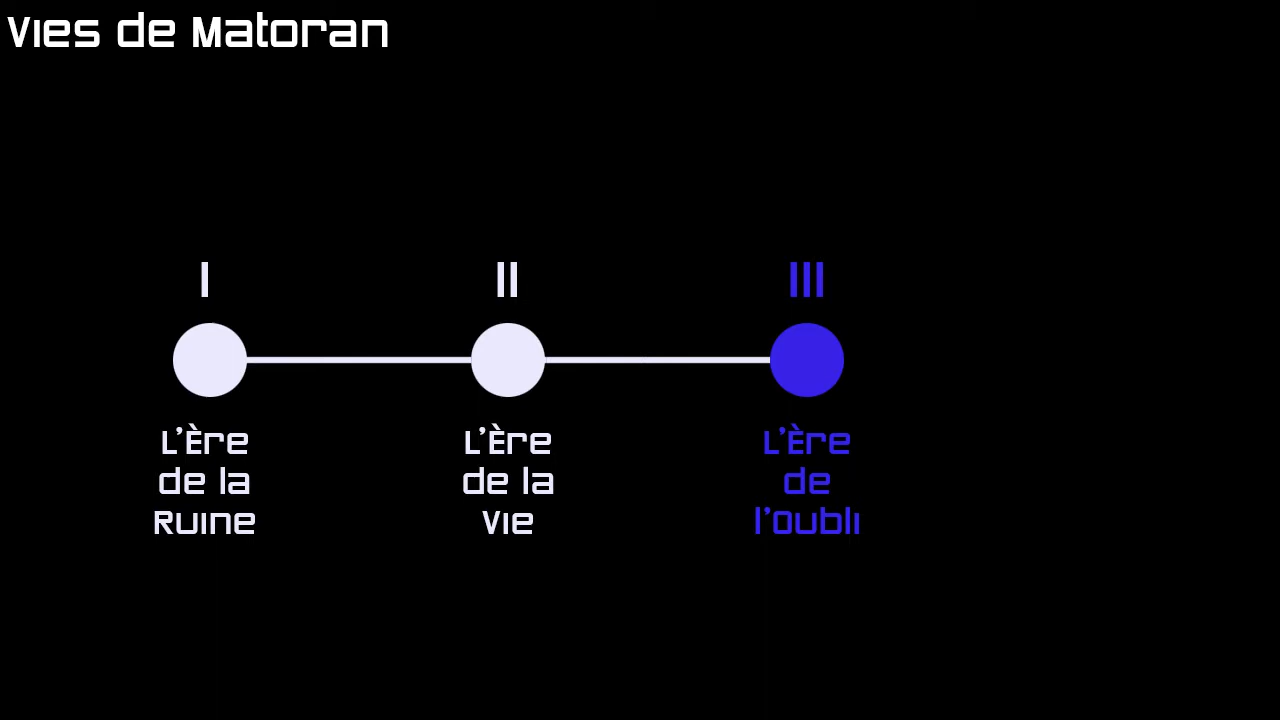 Vies de Matoran
I
II
III
L'Ère
de la
Ruine
L'Ère
de la
Vie
L'Ère
de
l'oubli